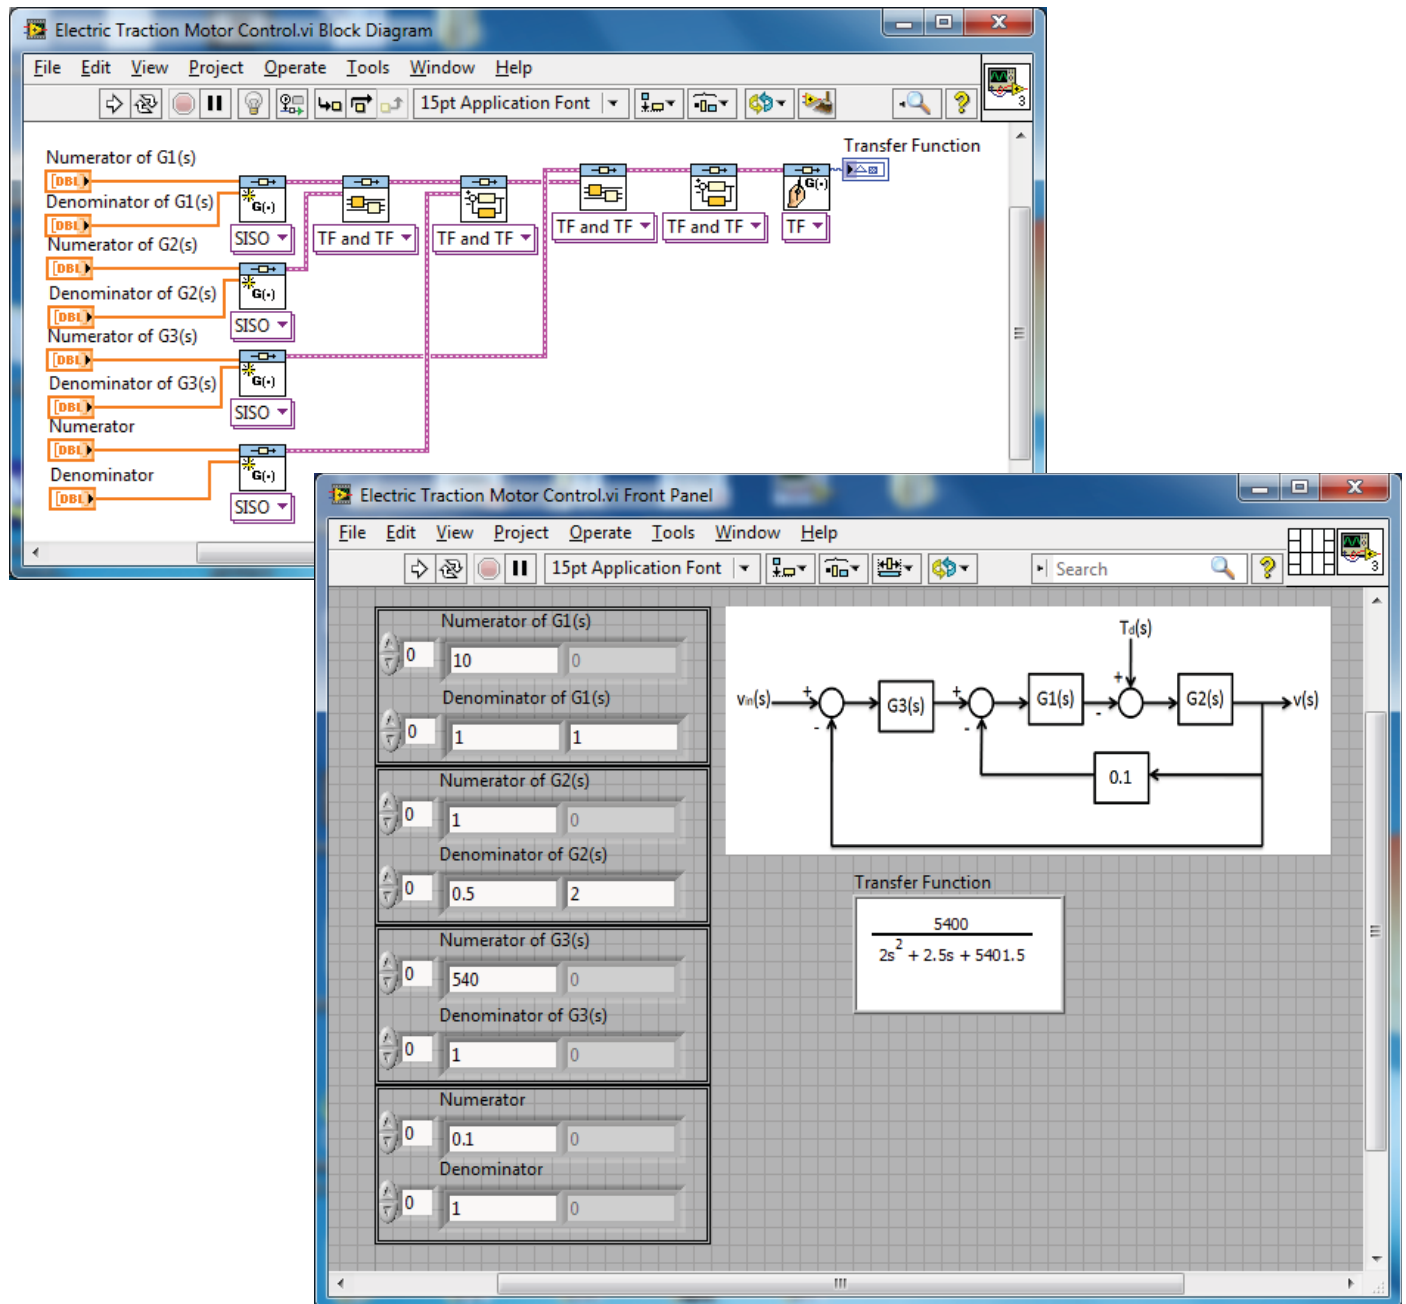 Electric Traction Motor Control.vi Block Diagram
File Edit View Project Operate Tools Window Help
15pt Application Font
3
Transfer Function
Numerator of G1(s)
[DBL]
Denominator of G1(s)
[DBL]
Numerator of G2(s)
[DBL]
Denominator of G2(s)
[DBL]
Numerator of G3(s)
[DBL]
Denominator of G3(s)
[DBL]
Numerator
[DBL]
Denominator
[DBL]
G(·)
SISO
G(·)
SISO
G(·)
SISO
G(·)
SISO
TF and TF
TF and TF
TF and TF
TF and TF
G(·)
TF
Electric Traction Motor Control.vi Front Panel
File Edit View Project Operate Tools Window Help
15pt Application Font
Search
3
Numerator of G1(s)
0 10 0
Denominator of G1(s)
0 1 1
Numerator of G2(s)
0 1 0
Denominator of G2(s)
0 0.5 2
Numerator of G3(s)
0 540 0
Denominator of G3(s)
0 1 0
Numerator
0 0.1 0
Denominator
0 1 0
Td(s)
vin(s) + - G3(s) + - G1(s) + - G2(s) v(s)
0.1
Transfer Function
5400
2s² + 2.5s + 5401.5